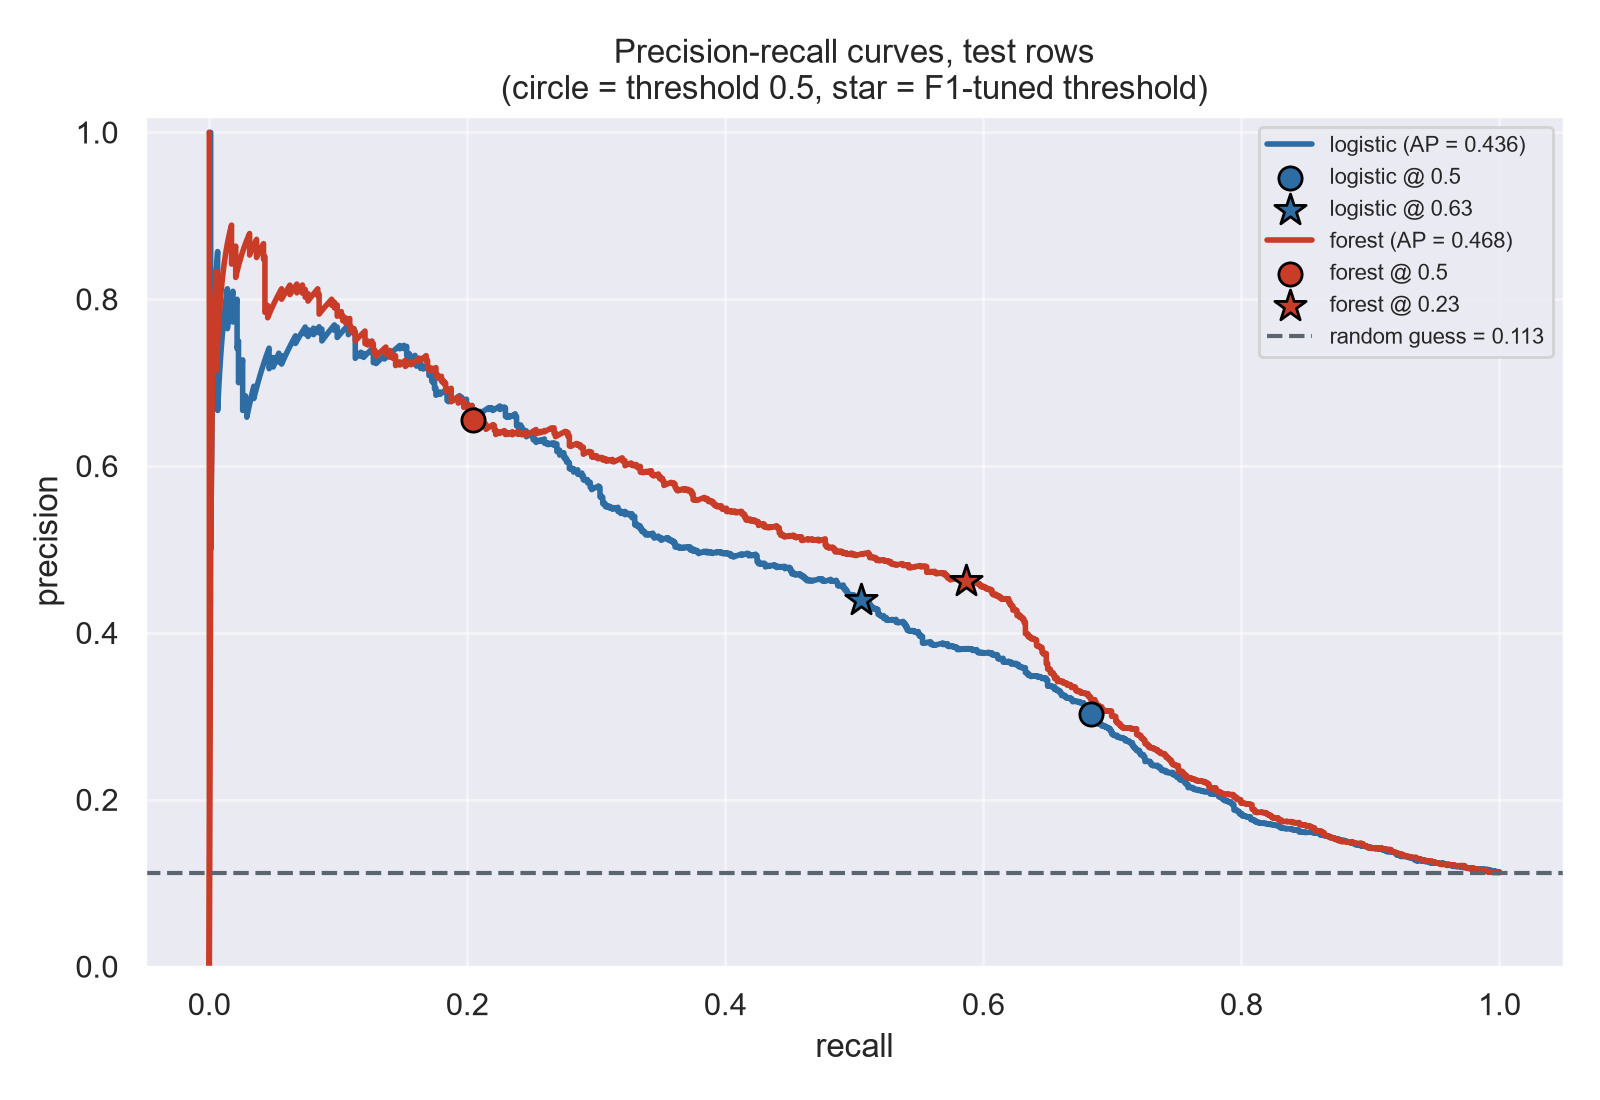 Precision-recall curves, test rows
(circle = threshold 0.5, star = F1-tuned threshold)
logistic (AP = 0.436)
logistic @ 0.5
logistic @ 0.63
forest (AP = 0.468)
forest @ 0.5
forest @ 0.23
random guess = 0.113
precision
1.0
0.8
0.6
0.4
0.2
0.0
0.0 0.2 0.4 0.6 0.8 1.0
recall